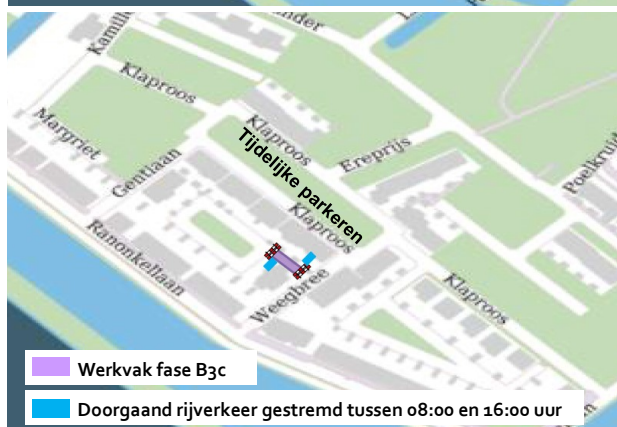 Kamille
Klaproos
Klaproos
Tijdelijke parkeren
Ereprijs
Margriet
Gentiaan
Klaproos
Ranonkellaan
Weegbree
Klaproos
Werkvak fase B3c
Doorgaand rijverkeer gestremd tussen 08:00 en 16:00 uur